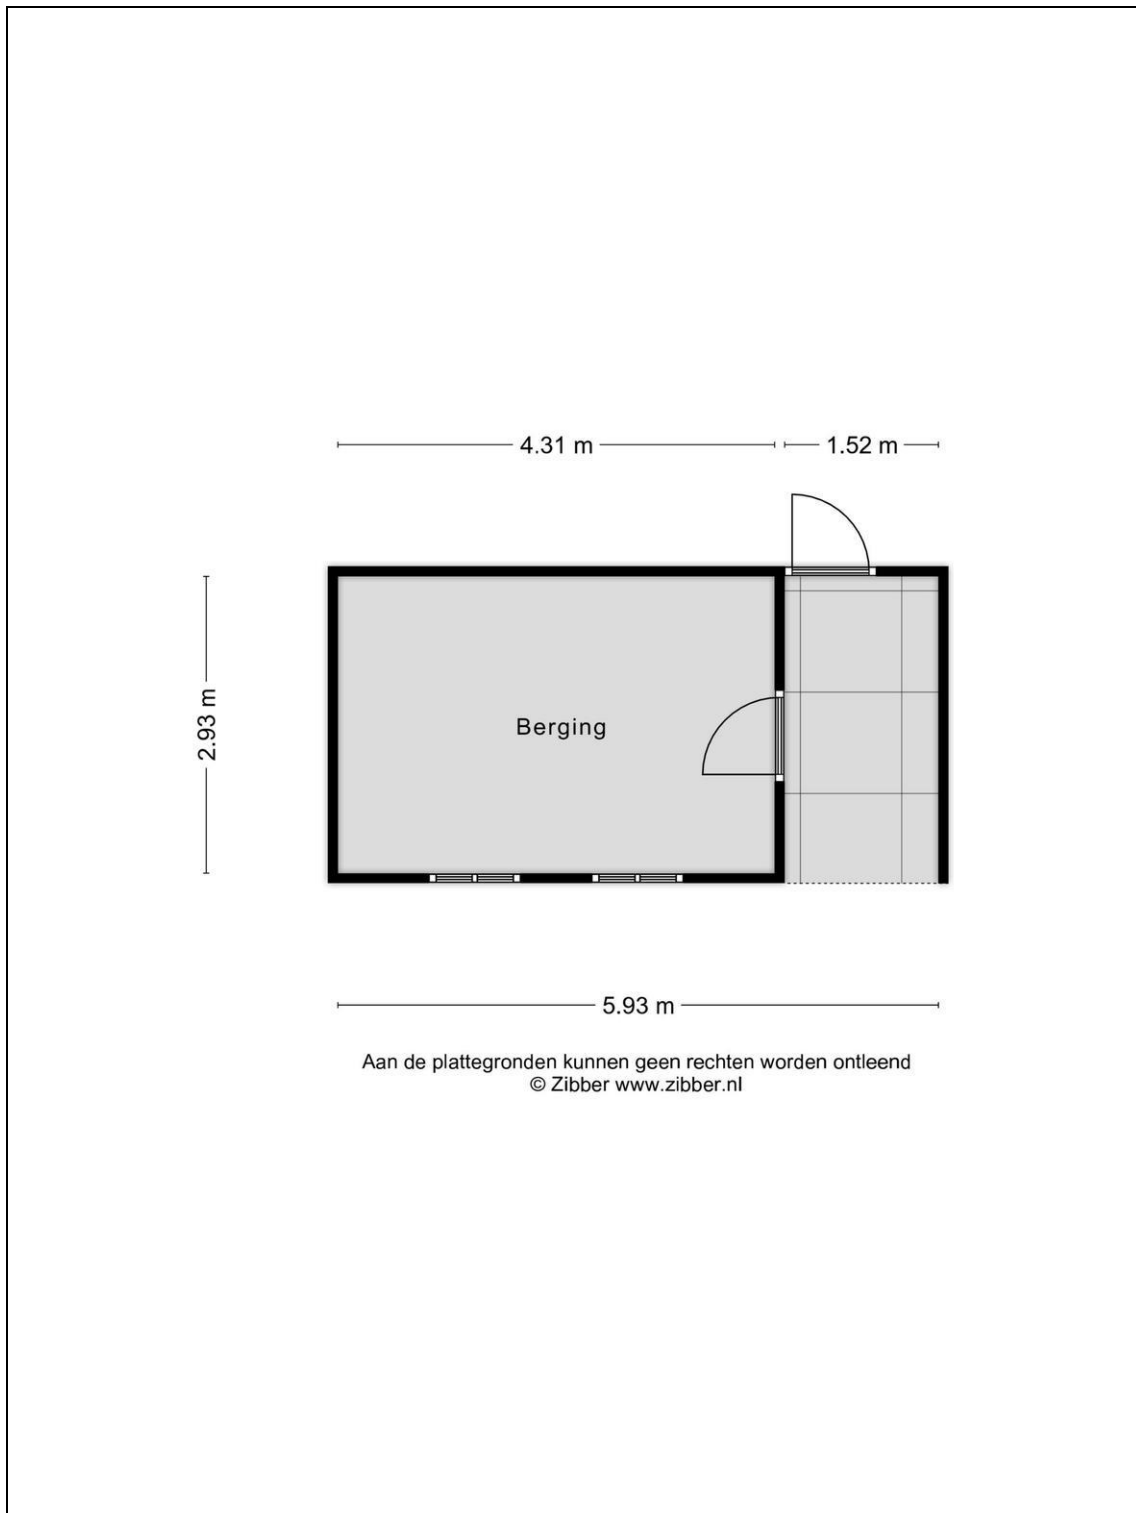 4.31 m
1.52 m
2.93 m
Berging
5.93 m
Aan de plattegronden kunnen geen rechten worden ontleend
© Zibber www.zibber.nl